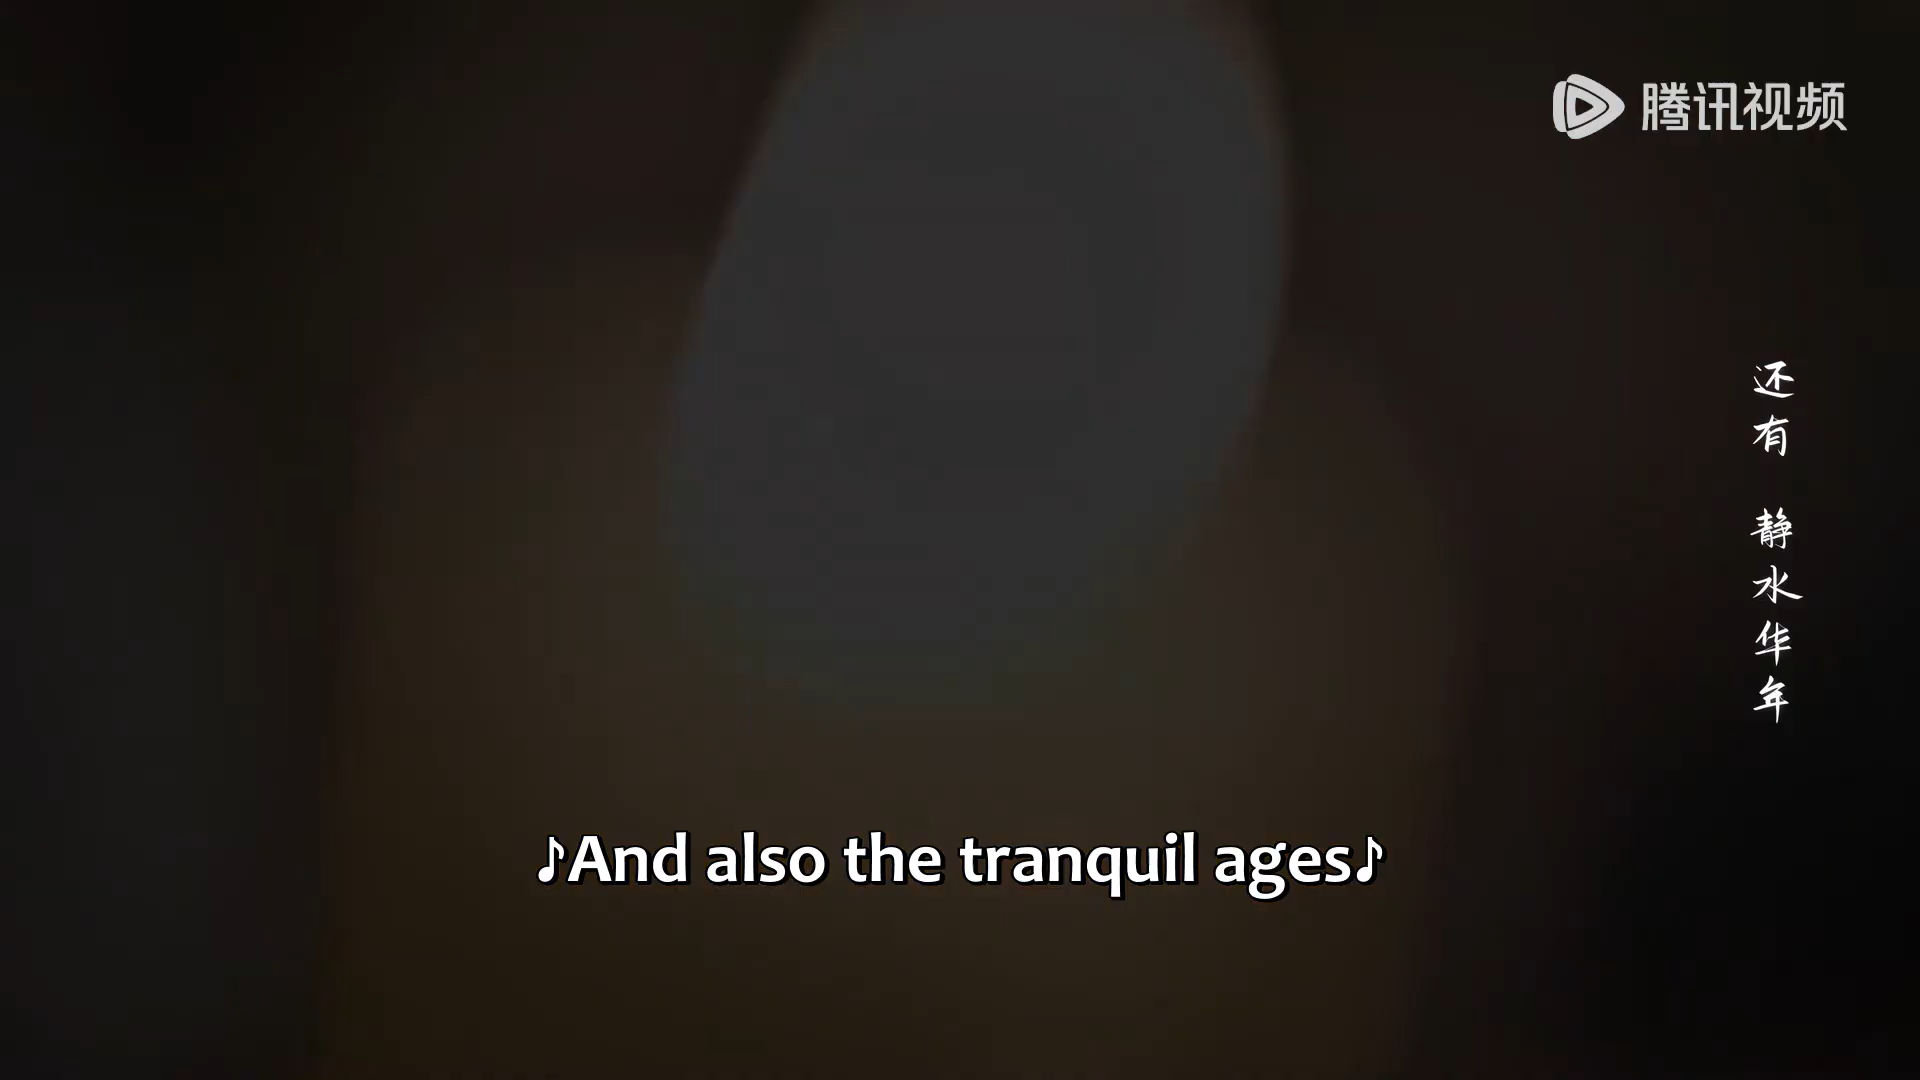 腾讯视频
还有 静水华年
♪And also the tranquil ages♪